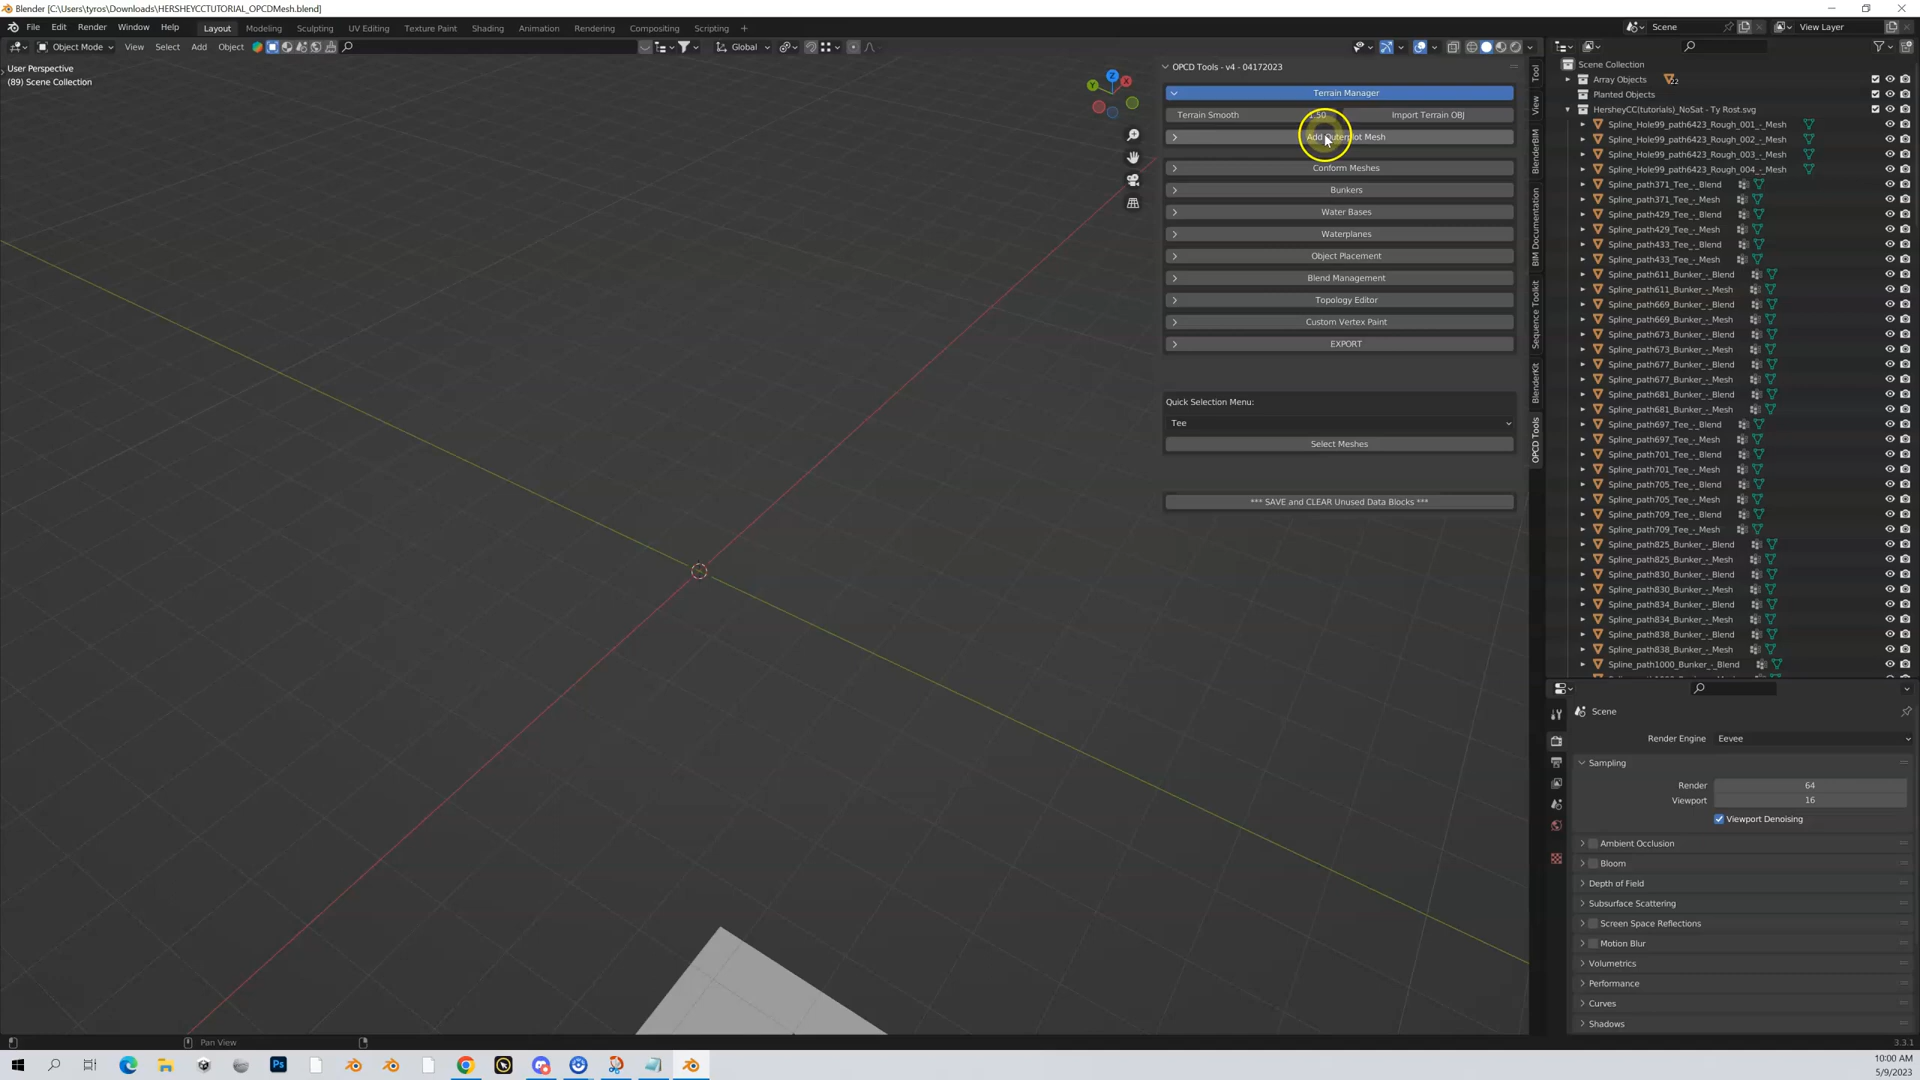 Blender [C:\Users\tyros\Downloads\HERSHEYCCTUTORIAL_OPCDMesh.blend]
File Edit Render Window Help Layout Modeling Sculpting UV Editing Texture Paint Shading Animation Rendering Compositing Geometry Nodes Scripting + Scene View Layer
Object Mode View Select Add Object Global
User Perspective
(89) Scene Collection
Z
X
Y
OPCD Tools - v4 - 04172023
Terrain Manager
Terrain Smooth 1.50 Import Terrain OBJ
Add Outerplot Mesh
Conform Meshes
Bunkers
Water Bases
Waterplanes
Object Placement
Blend Management
Topology Editor
Custom Vertex Paint
EXPORT
Quick Selection Menu:
Tee
Select Meshes
*** SAVE and CLEAR Unused Data Blocks ***
Tool
View
BlenderBIM
BIM Documentation
Sequence Toolkit
BlenderKit
OPCD Tools
Scene Collection
Array Objects 22
Planted Objects
HersheyCC(tutorials)_NoSat - Ty Rost.svg
Spline_Hole99_path6423_Rough_001_-_Mesh
Spline_Hole99_path6423_Rough_002_-_Mesh
Spline_Hole99_path6423_Rough_003_-_Mesh
Spline_Hole99_path6423_Rough_004_-_Mesh
Spline_path371_Tee_-_Blend
Spline_path371_Tee_-_Mesh
Spline_path429_Tee_-_Blend
Spline_path429_Tee_-_Mesh
Spline_path433_Tee_-_Blend
Spline_path433_Tee_-_Mesh
Spline_path611_Bunker_-_Blend
Spline_path611_Bunker_-_Mesh
Spline_path669_Bunker_-_Blend
Spline_path669_Bunker_-_Mesh
Spline_path673_Bunker_-_Blend
Spline_path673_Bunker_-_Mesh
Spline_path677_Bunker_-_Blend
Spline_path677_Bunker_-_Mesh
Spline_path681_Bunker_-_Blend
Spline_path681_Bunker_-_Mesh
Spline_path697_Tee_-_Blend
Spline_path697_Tee_-_Mesh
Spline_path701_Tee_-_Blend
Spline_path701_Tee_-_Mesh
Spline_path705_Tee_-_Blend
Spline_path705_Tee_-_Mesh
Spline_path709_Tee_-_Blend
Spline_path709_Tee_-_Mesh
Spline_path825_Bunker_-_Blend
Spline_path825_Bunker_-_Mesh
Spline_path830_Bunker_-_Blend
Spline_path830_Bunker_-_Mesh
Spline_path834_Bunker_-_Blend
Spline_path834_Bunker_-_Mesh
Spline_path838_Bunker_-_Blend
Spline_path838_Bunker_-_Mesh
Spline_path1000_Bunker_-_Blend
Scene
Render Engine Eevee
Sampling
Render 64
Viewport 16
Viewport Denoising
Ambient Occlusion
Bloom
Depth of Field
Subsurface Scattering
Screen Space Reflections
Motion Blur
Volumetrics
Performance
Curves
Shadows
Pan View 3.3.1
Ps
10:00 AM
5/9/2023